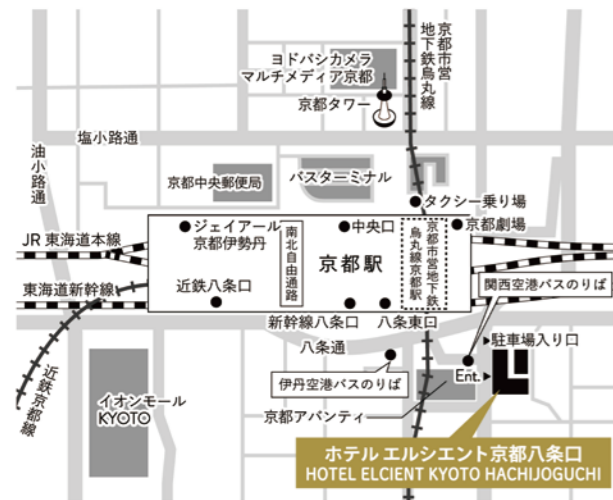 ヨドバシカメラ
マルチメディア京都
京都タワー
京都市営
地下鉄烏丸線
塩小路通
油小路通
京都中央郵便局
バスターミナル
タクシー乗り場
JR 東海道本線
ジェイアール
京都伊勢丹
南北自由通路
中央口
京都駅
京都市営地下鉄
烏丸線京都駅
京都劇場
東海道新幹線
近鉄八条口
新幹線八条口
八条東口
関西空港バスのりば
近鉄京都線
八条通
駐車場入り口
伊丹空港バスのりば
Ent.
イオンモール
KYOTO
京都アバンティ
ホテル エルシエント京都八条口
HOTEL ELCIENT KYOTO HACHIJOGUCHI